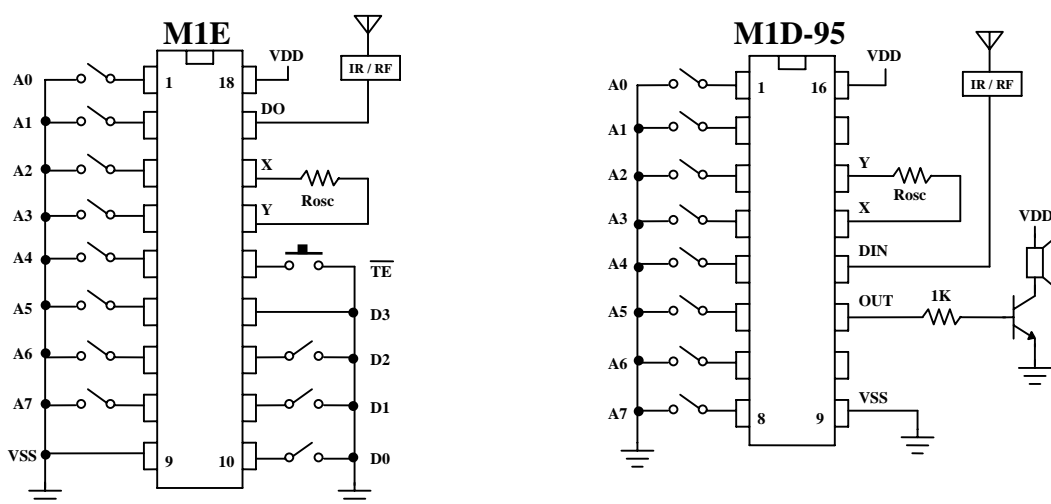 M1E
A0
A1
A2
A3
A4
A5
A6
A7
VSS
1
9
18
10
VDD
DO
X
Y
Rosc
IR / RF
TE
D3
D2
D1
D0
M1D-95
A0
A1
A2
A3
A4
A5
A6
A7
1
8
16
9
VDD
Y
X
Rosc
IR / RF
DIN
OUT
1K
VDD
VSS